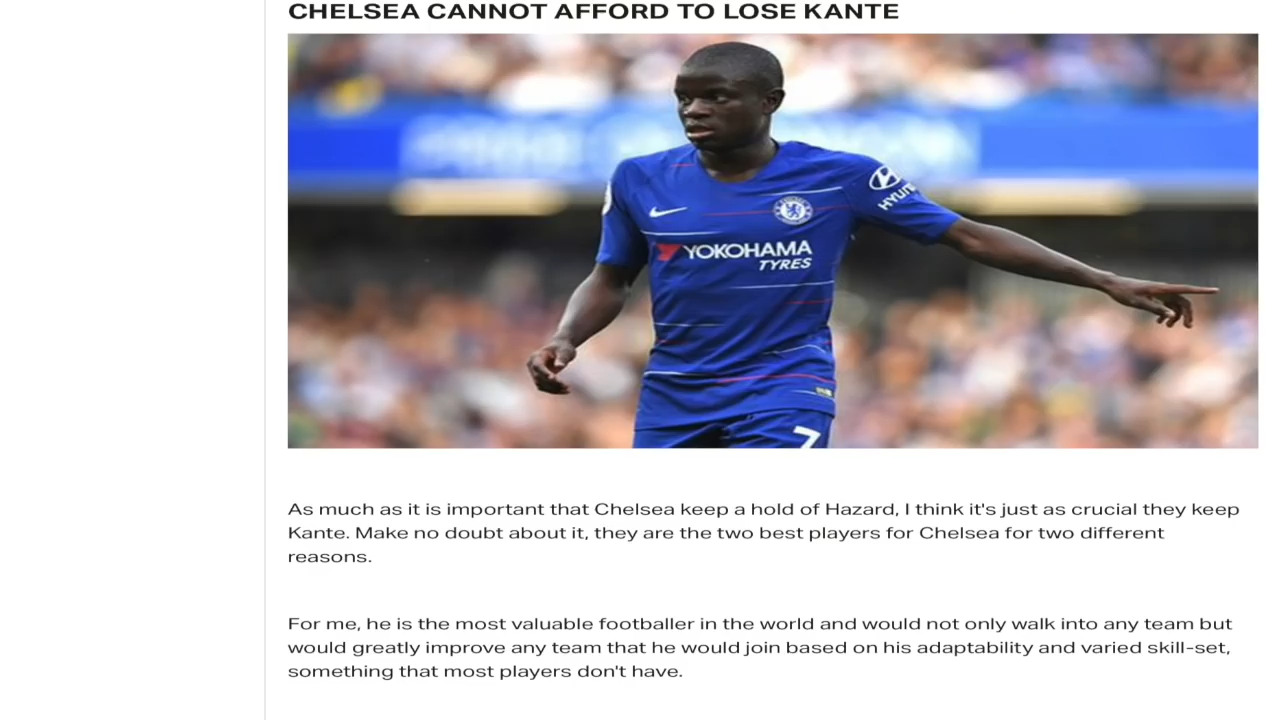 CHELSEA CANNOT AFFORD TO LOSE KANTE
HYUN
YOKOHAMA
TYRES
7
As much as it is important that Chelsea keep a hold of Hazard, I think it's just as crucial they keep
Kante. Make no doubt about it, they are the two best players for Chelsea for two different
reasons.
For me, he is the most valuable footballer in the world and would not only walk into any team but
would greatly improve any team that he would join based on his adaptability and varied skill-set,
something that most players don't have.